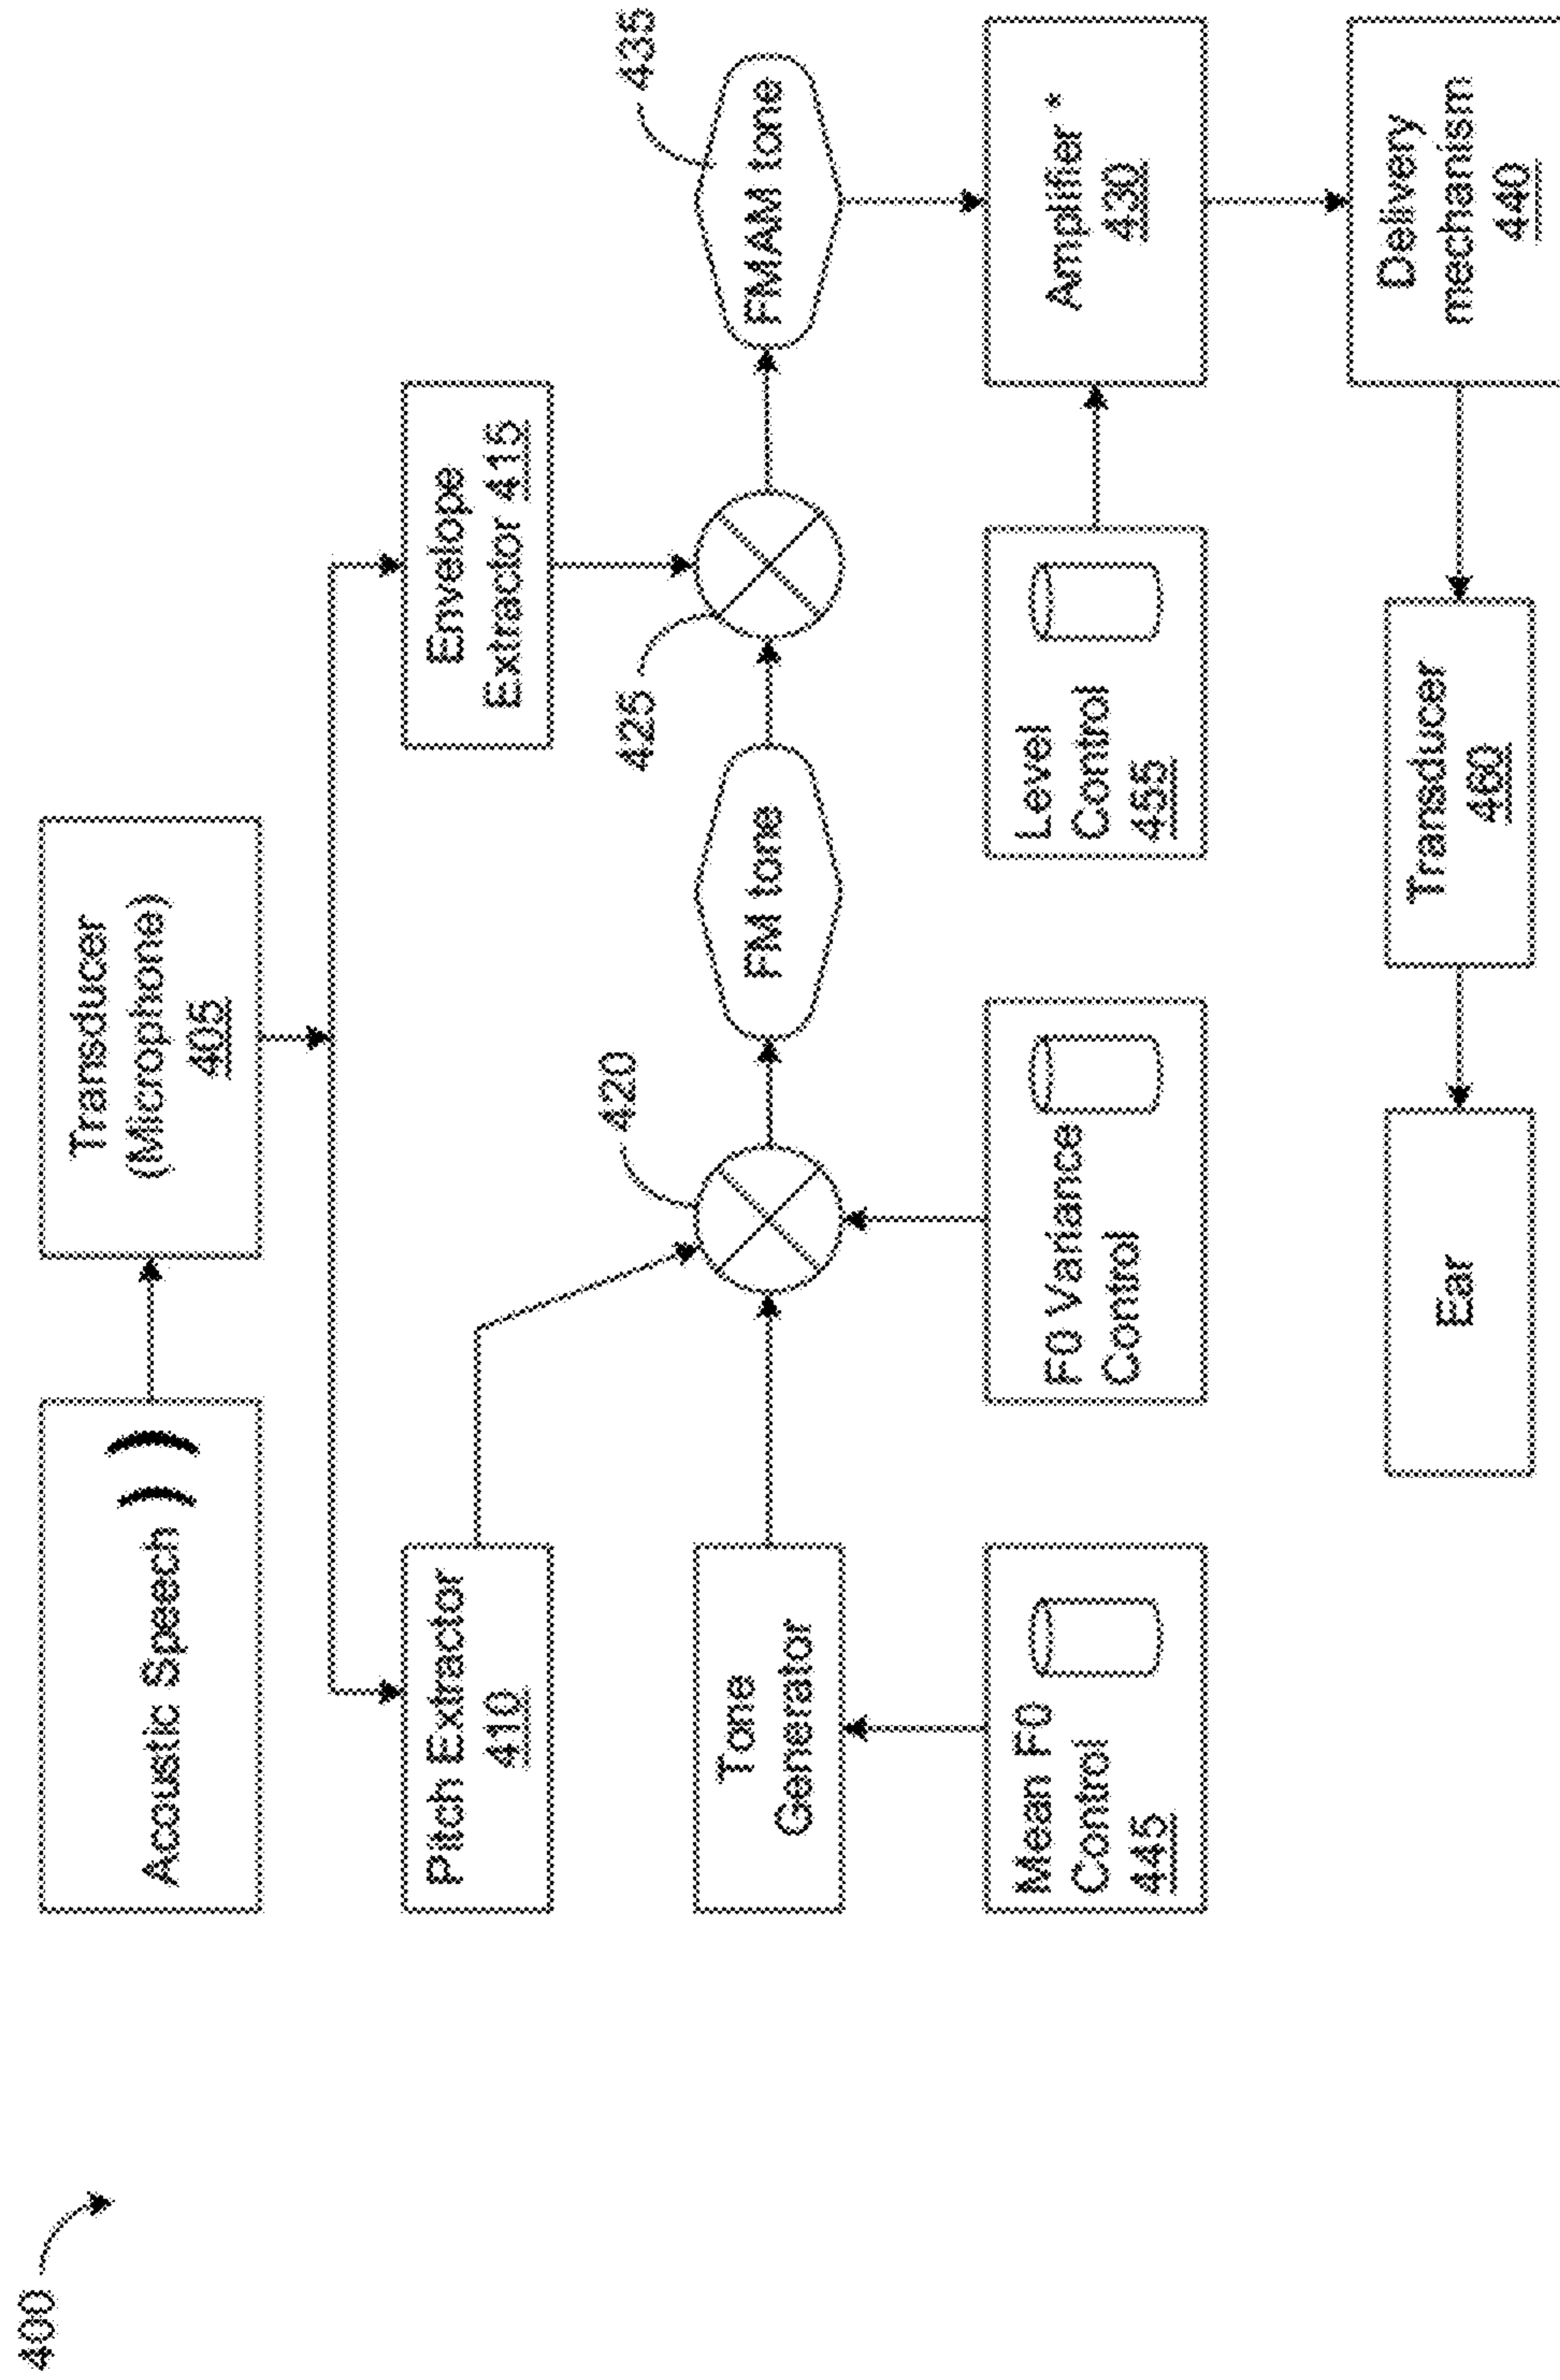 400
Acoustic Speech
Transducer
(Microphone)
405
Pitch Extractor
410
Envelope
Extractor 415
420
425
435
Tone
Generator
FM tone
FMAM tone
Mean F0
Control
445
F0 Variance
Control
Level
Control
455
Amplifier *
430
Ear
Transducer
460
Delivery
mechanism
440